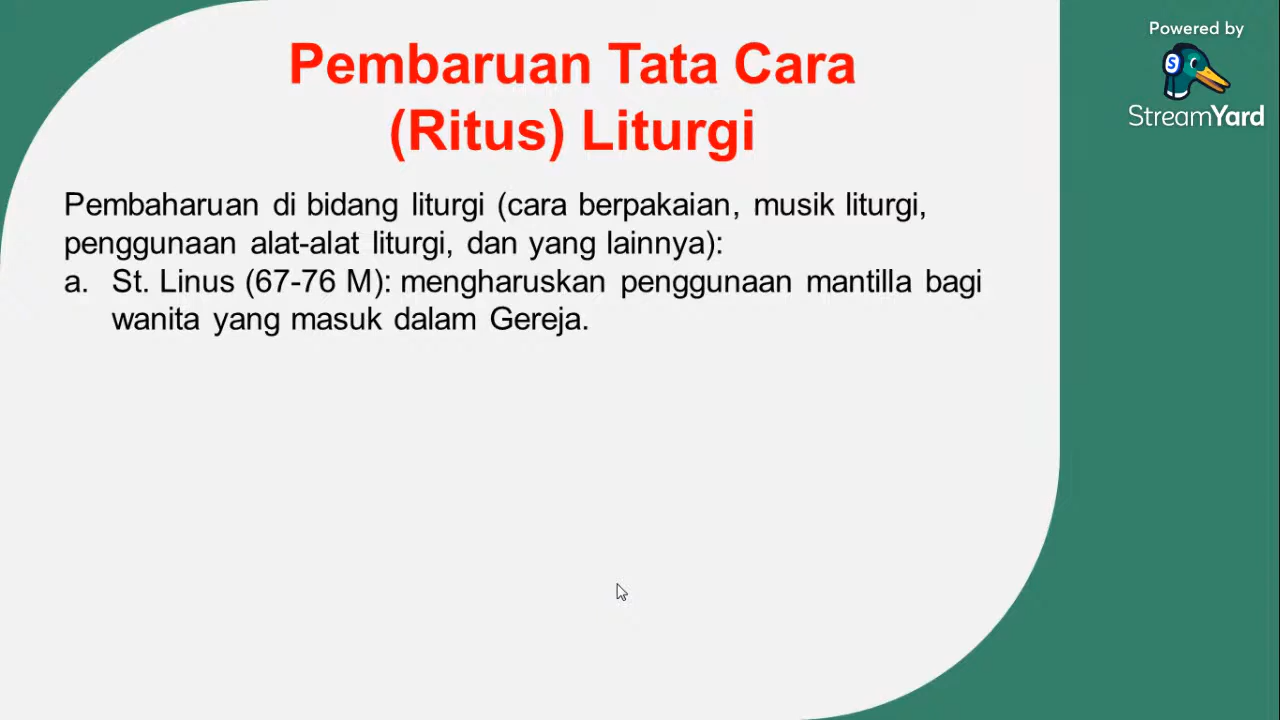 Pembaruan Tata Cara
(Ritus) Liturgi
Pembaharuan di bidang liturgi (cara berpakaian, musik liturgi,
penggunaan alat-alat liturgi, dan yang lainnya):
a. St. Linus (67-76 M): mengharuskan penggunaan mantilla bagi
wanita yang masuk dalam Gereja.
Powered by
S
StreamYard